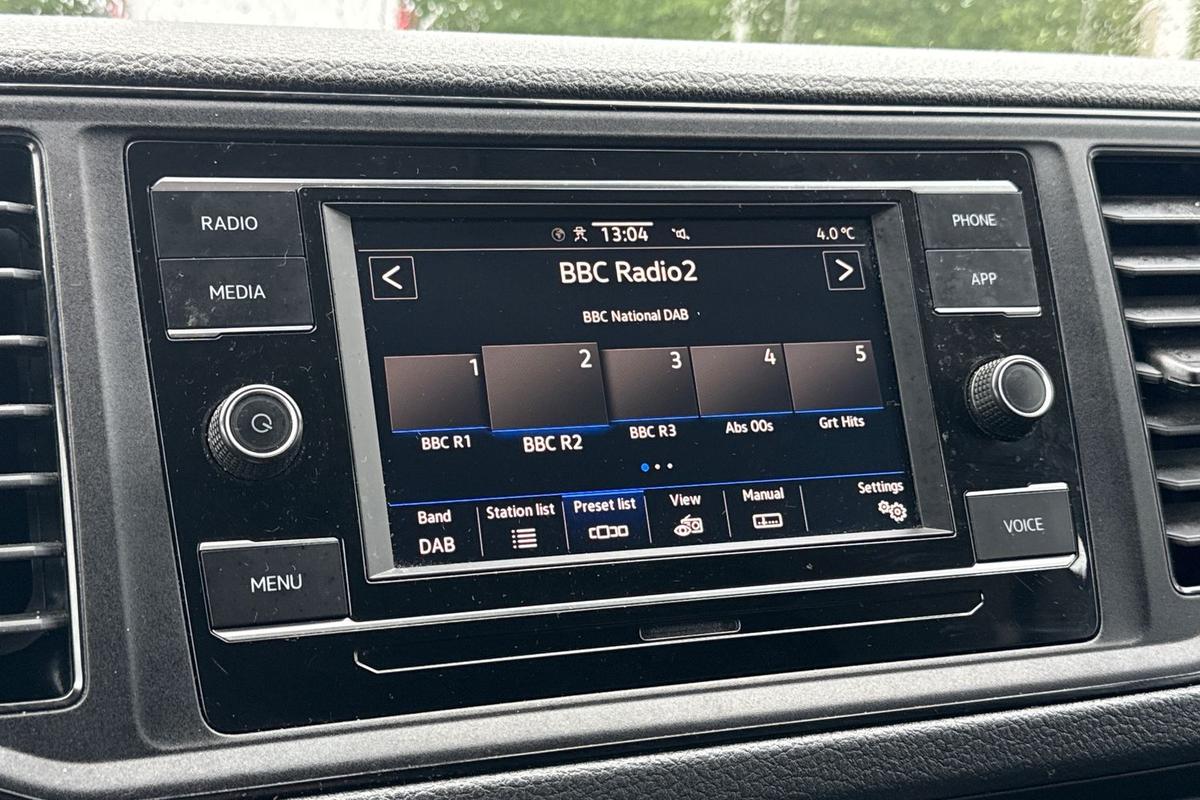 RADIO
MEDIA
MENU
13:04
4.0 °C
<
BBC Radio2
>
BBC National DAB
1 2 3 4 5
BBC R1 BBC R2 BBC R3 Abs 00s Grt Hits
Band Station list Preset list View Manual Settings
DAB
PHONE
APP
VOICE